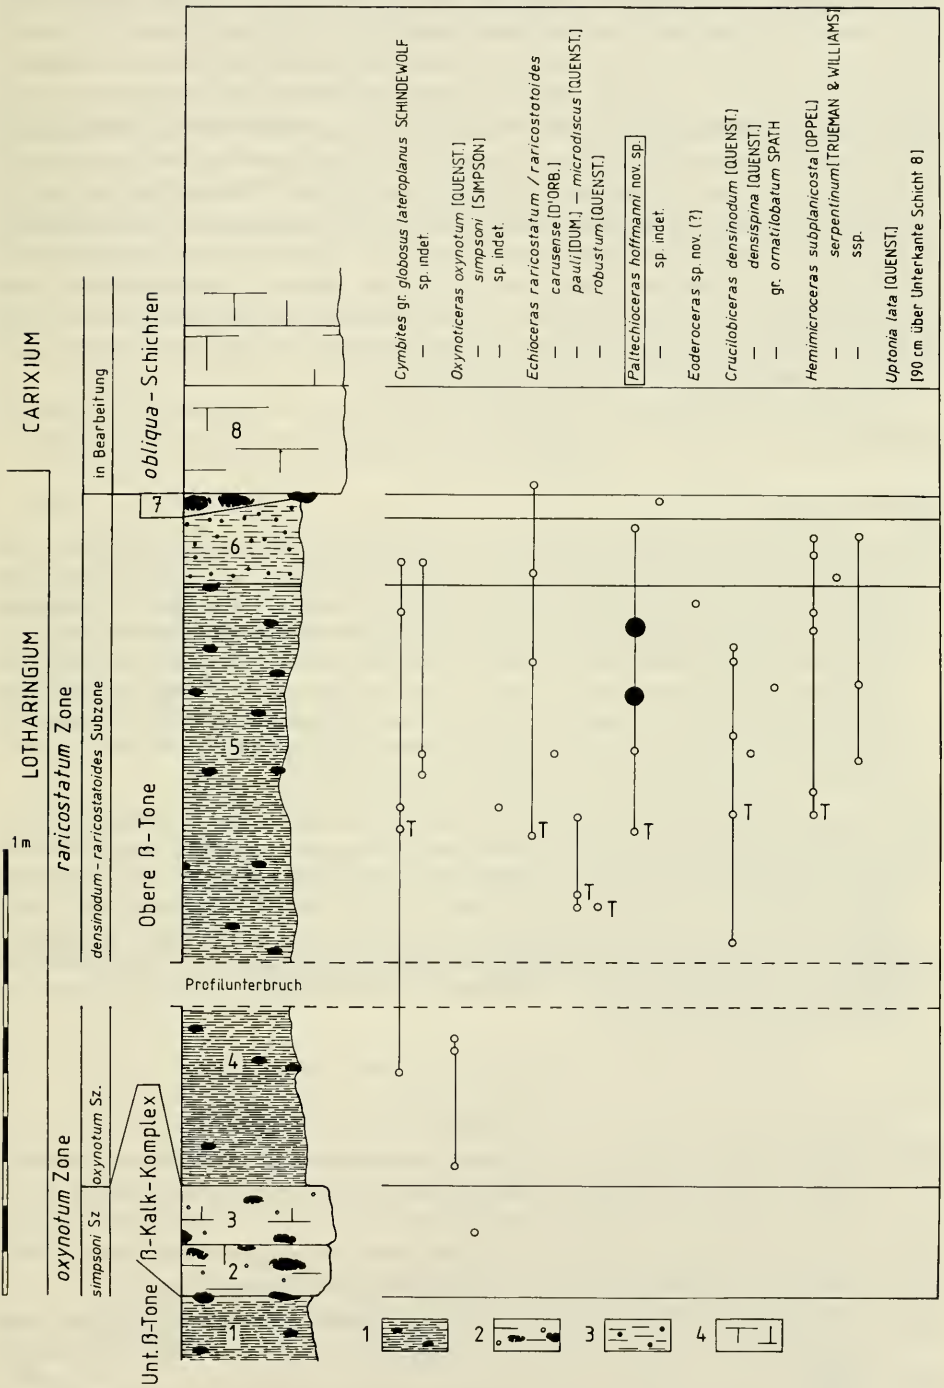 CARIXIUM
LOTHARINGIUM
1 m
in Bearbeitung
raricostatum Zone
densinodum - raricostatoides Subzone
oxynotum Zone
oxynotum Sz.
simpsoni Sz
obliqua - Schichten
Obere ß - Tone
ß-Kalk-Komplex
Unt. ß-Tone
8
7
6
5
Profilunterbruch
4
3
2
1
Cymbites gr. globosus lateroplanus SCHINDEWOLF
— sp. indet.
Oxynoticeras oxynotum [QUENST.]
— simpsoni [SIMPSON]
— sp. indet.
Echioceras raricostatum / raricostatoides
— carusense [D'ORB.]
— pauli [DUM.] — microdiscus [QUENST.]
— robustum [QUENST.]
Paltechioceras hoffmanni nov. sp.
— sp. indet.
Eoderoceras sp. nov. (?)
Crucilobiceras densinodum [QUENST.]
— densispina [QUENST.]
— gr. ornatilobatum SPATH
Hemimicroceras subplanicosta [OPPEL]
— serpentinum [TRUEMAN & WILLIAMS]
— ssp.
Uptonia lata [QUENST.]
[90 cm über Unterkante Schicht 8]
T
T
T
T
T
T
T
1
2
3
4